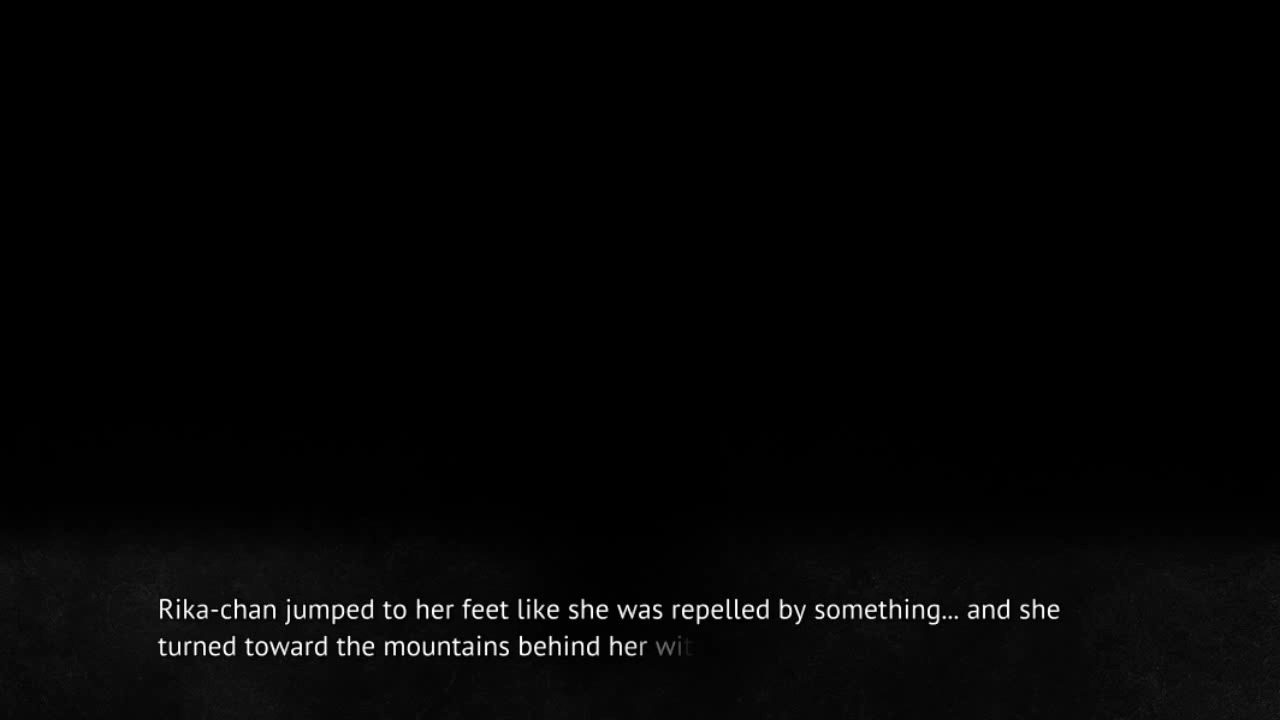 Rika-chan jumped to her feet like she was repelled by something... and she
turned toward the mountains behind her wit